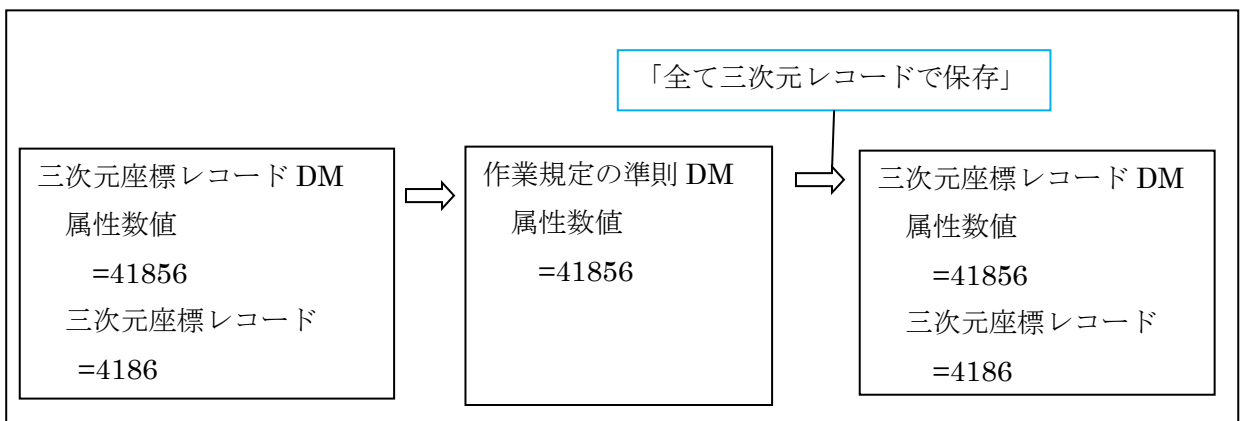 「全て三次元レコードで保存」
三次元座標レコード DM
属性数値
=41856
三次元座標レコード
=4186
作業規定の準則 DM
属性数値
=41856
三次元座標レコード DM
属性数値
=41856
三次元座標レコード
=4186